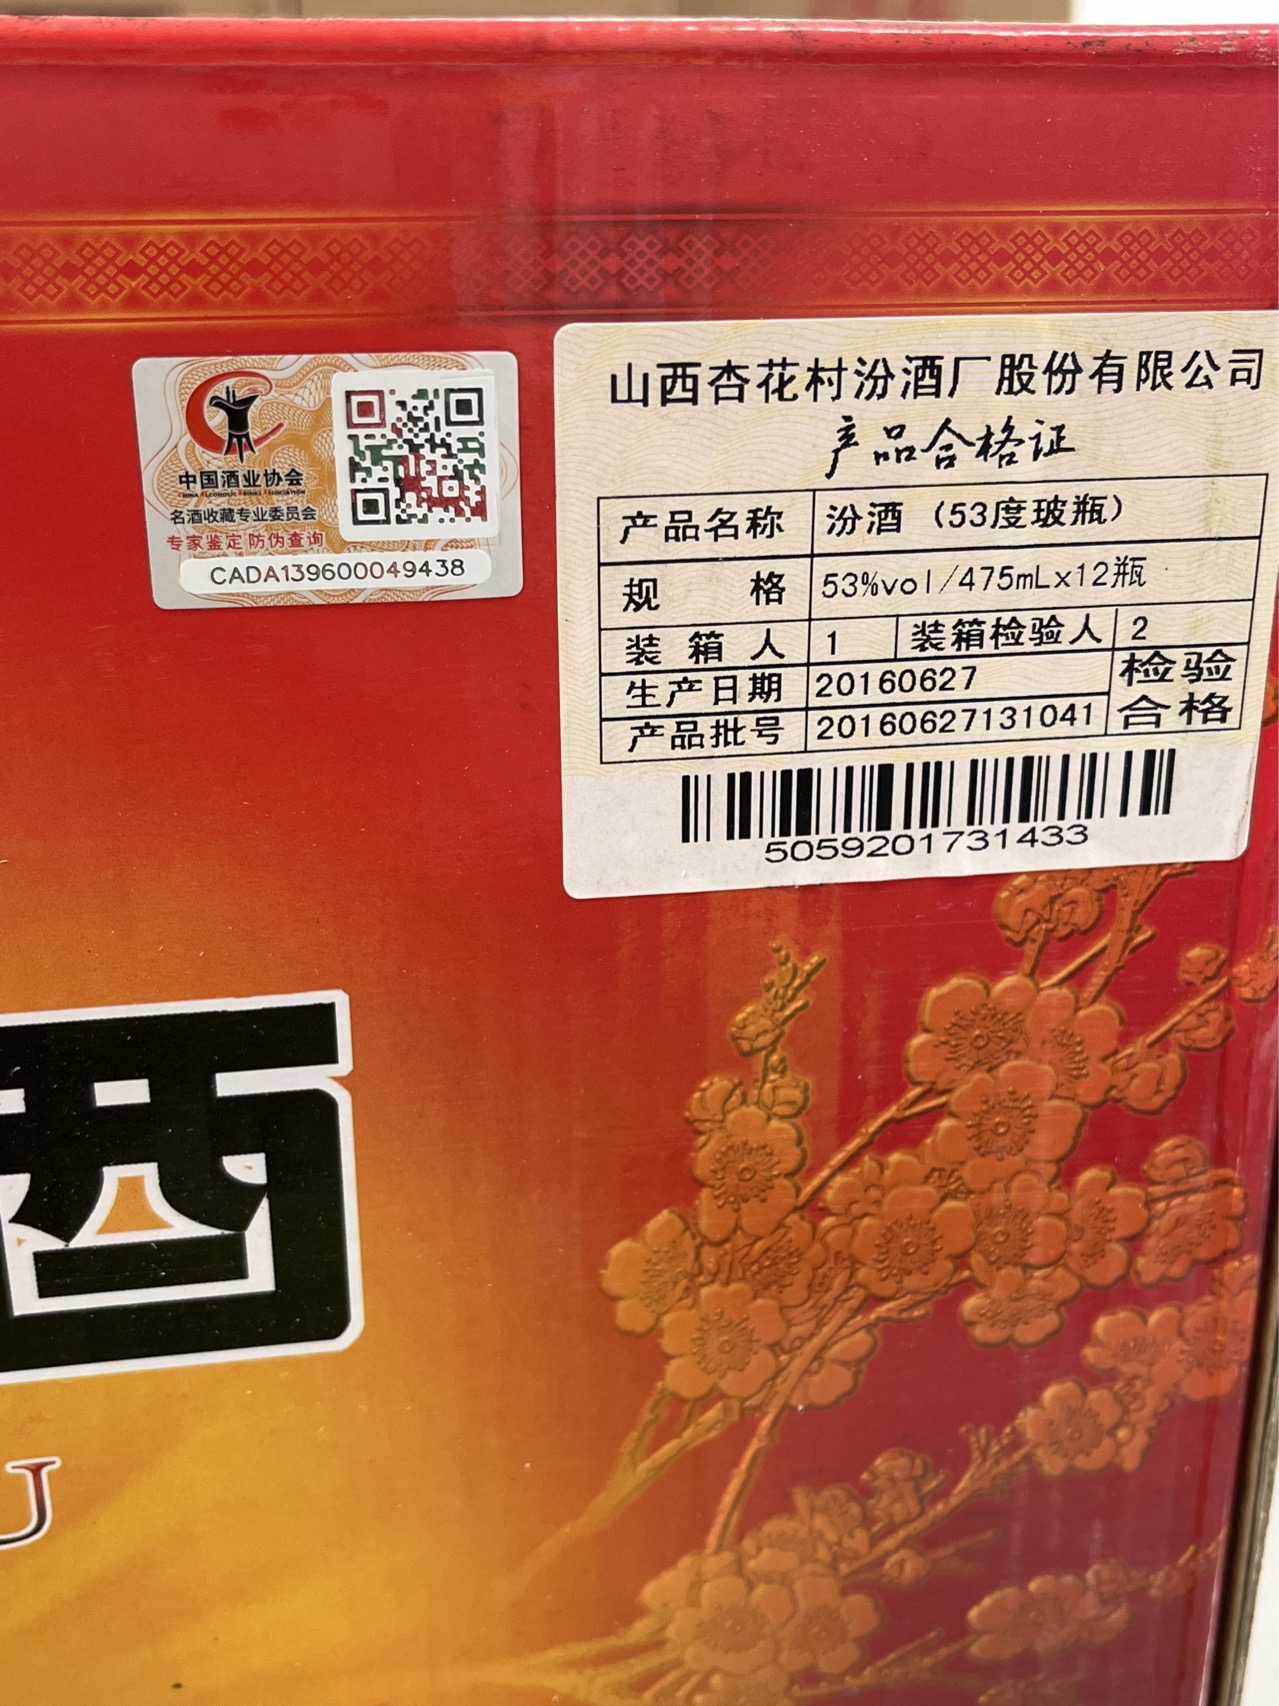 中国酒业协会
CHINA ALCOHOLIC DRINKS ASSOCIATION
名酒收藏专业委员会
专家鉴定 防伪查询
CADA139600049438
山西杏花村汾酒厂股份有限公司
产品合格证
产品名称 汾酒（53度玻瓶）
规 格 53%vol/475mLx12瓶
装 箱 人 1 装箱检验人 2
生产日期 20160627 检验
产品批号 20160627131041 合格
5059201731433
U